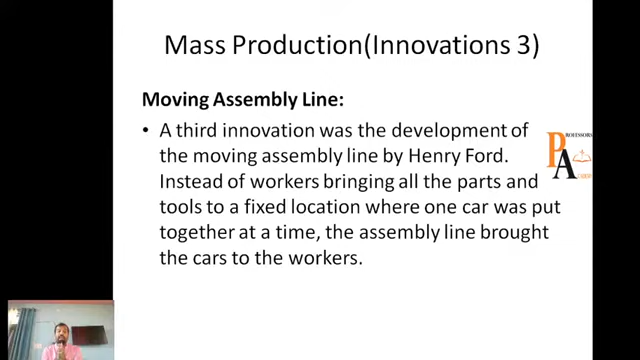 Mass Production(Innovations 3)
Moving Assembly Line:
• A third innovation was the development of
the moving assembly line by Henry Ford.
Instead of workers bringing all the parts and
tools to a fixed location where one car was put
together at a time, the assembly line brought
the cars to the workers.
PROFESSORS
PA